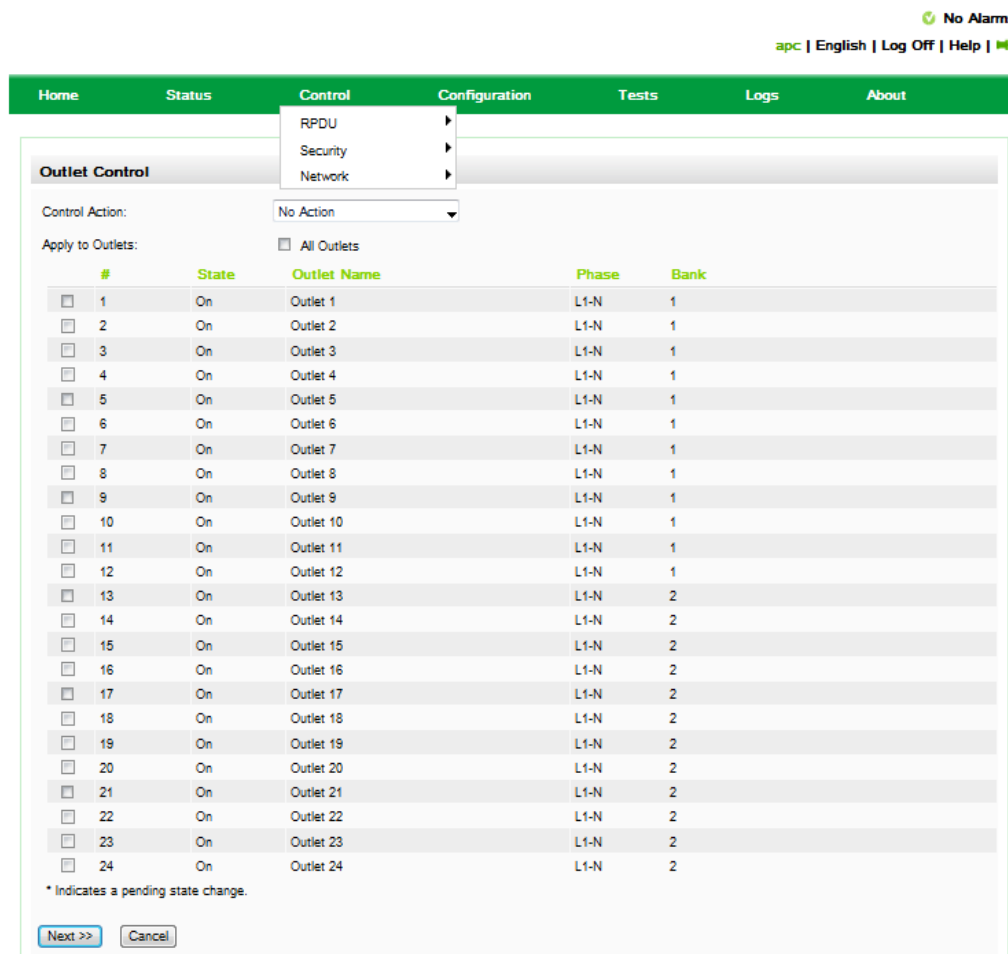 No Alarm
apc | English | Log Off | Help |
Home Status Control Configuration Tests Logs About
RPDU
Security
Network
Outlet Control
Control Action: No Action
Apply to Outlets: All Outlets
# State Outlet Name Phase Bank
1 On Outlet 1 L1-N 1
2 On Outlet 2 L1-N 1
3 On Outlet 3 L1-N 1
4 On Outlet 4 L1-N 1
5 On Outlet 5 L1-N 1
6 On Outlet 6 L1-N 1
7 On Outlet 7 L1-N 1
8 On Outlet 8 L1-N 1
9 On Outlet 9 L1-N 1
10 On Outlet 10 L1-N 1
11 On Outlet 11 L1-N 1
12 On Outlet 12 L1-N 1
13 On Outlet 13 L1-N 2
14 On Outlet 14 L1-N 2
15 On Outlet 15 L1-N 2
16 On Outlet 16 L1-N 2
17 On Outlet 17 L1-N 2
18 On Outlet 18 L1-N 2
19 On Outlet 19 L1-N 2
20 On Outlet 20 L1-N 2
21 On Outlet 21 L1-N 2
22 On Outlet 22 L1-N 2
23 On Outlet 23 L1-N 2
24 On Outlet 24 L1-N 2
* Indicates a pending state change.
Next >> Cancel